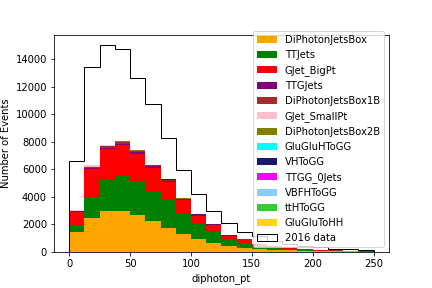 14000
12000
10000
8000
6000
4000
2000
0
Number of Events
0
50
100
150
200
250
diphoton_pt
DiPhotonJetsBox
TTJets
GJet_BigPt
TTGJets
DiPhotonJetsBox1B
GJet_SmallPt
DiPhotonJetsBox2B
GluGluHToGG
VHToGG
TTGG_0Jets
VBFHToGG
ttHToGG
GluGluToHH
2016 data